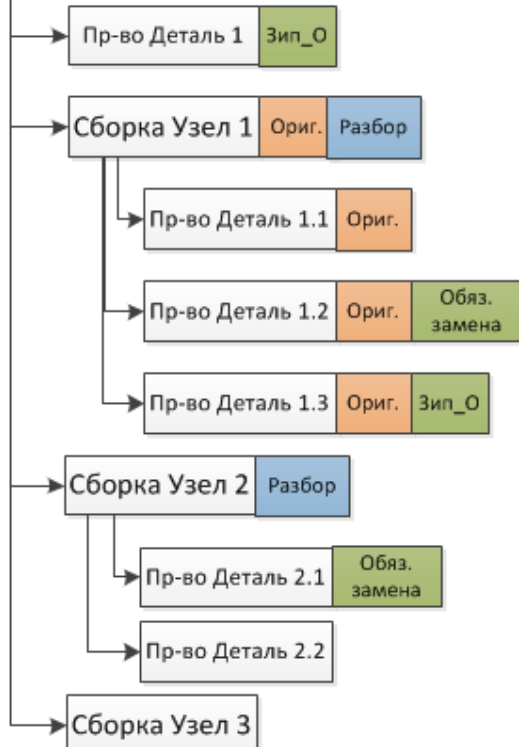 Пр-во Деталь 1 Зип_О
Сборка Узел 1 Ориг. Разбор
Пр-во Деталь 1.1 Ориг.
Пр-во Деталь 1.2 Ориг. Обяз.
замена
Пр-во Деталь 1.3 Ориг. Зип_О
Сборка Узел 2 Разбор
Пр-во Деталь 2.1 Обяз.
замена
Пр-во Деталь 2.2
Сборка Узел 3